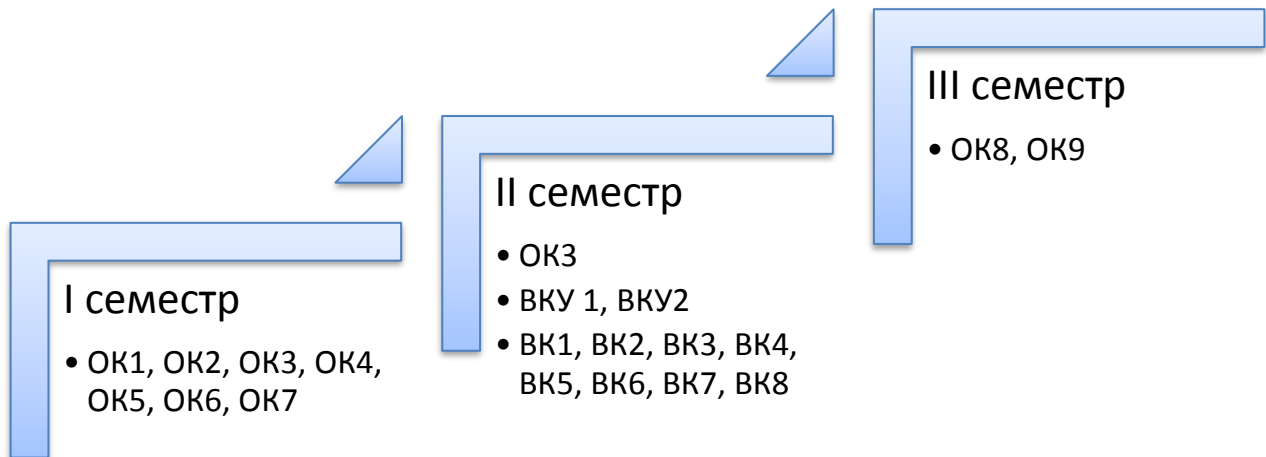 I семестр
• ОК1, ОК2, ОК3, ОК4,
ОК5, ОК6, ОК7
II семестр
• ОК3
• ВКУ 1, ВКУ2
• ВК1, ВК2, ВК3, ВК4,
ВК5, ВК6, ВК7, ВК8
III семестр
• ОК8, ОК9